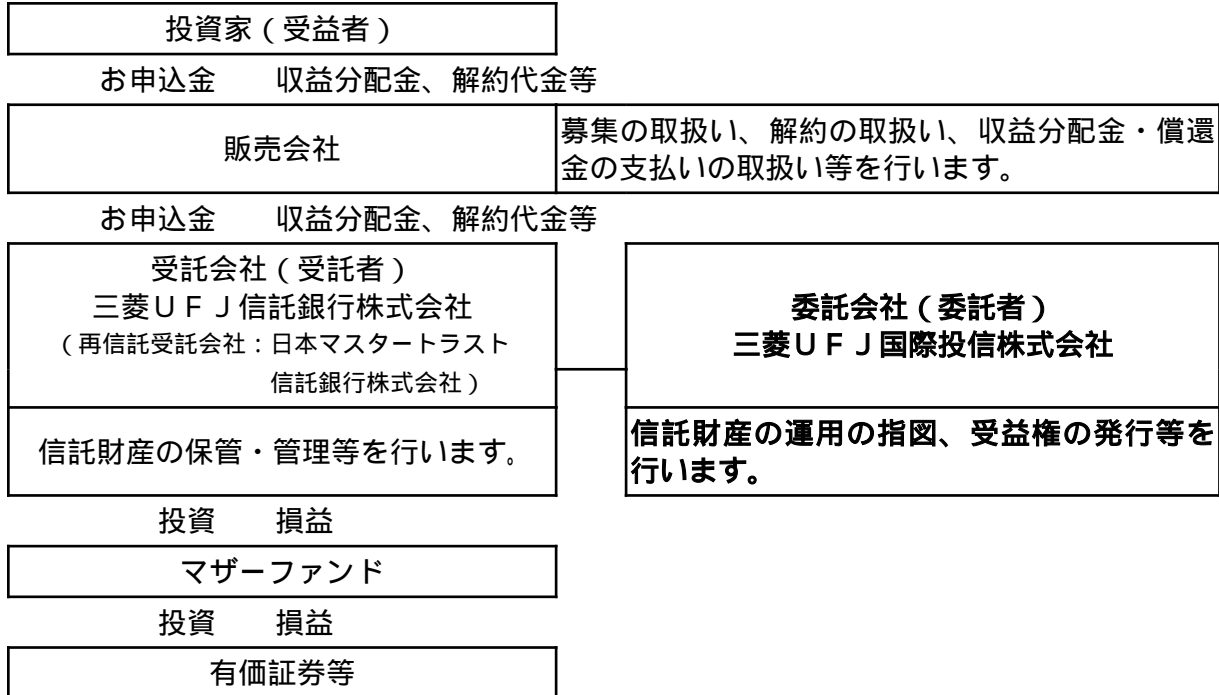 投資家(受益者)
お申込金　収益分配金、解約代金等
販売会社
募集の取扱い、解約の取扱い、収益分配金・償還
金の支払いの取扱い等を行います。
お申込金　収益分配金、解約代金等
受託会社(受託者)
三菱UFJ信託銀行株式会社
(再信託受託会社:日本マスタートラスト
信託銀行株式会社)
委託会社(委託者)
三菱UFJ国際投信株式会社
信託財産の保管・管理等を行います。
信託財産の運用の指図、受益権の発行等を
行います。
投資　損益
マザーファンド
投資　損益
有価証券等